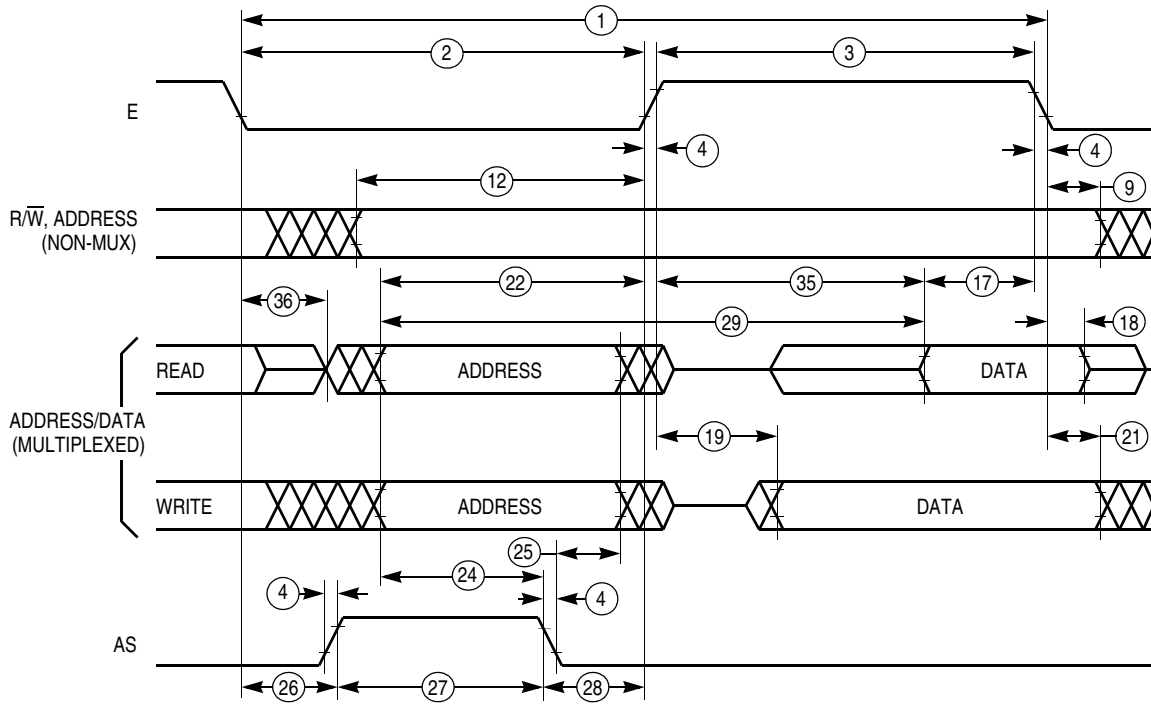 1
2
3
E
4
4
12
9
R/W̅, ADDRESS
(NON-MUX)
22
35
17
36
29
18
READ
ADDRESS
DATA
ADDRESS/DATA
(MULTIPLEXED)
19
21
WRITE
ADDRESS
DATA
25
24
4
4
AS
26
27
28